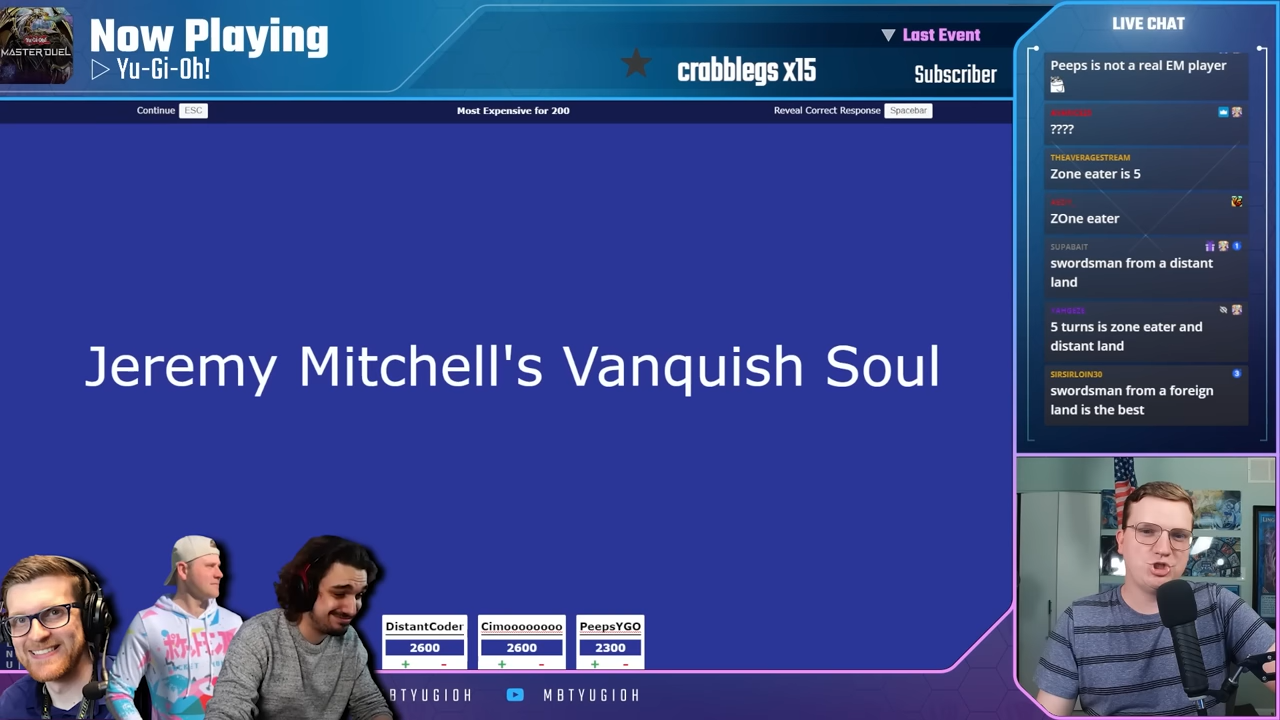 MASTER DUEL
Now Playing
▷ Yu-Gi-Oh!
Last Event
crabblegs x15
Subscriber
LIVE CHAT
Continue ESC
Most Expensive for 200
Reveal Correct Response Spacebar
Jeremy Mitchell's Vanquish Soul
Peeps is not a real EM player
????
THEAVERAGESTREAM
Zone eater is 5
ZOne eater
SUPABAIT
swordsman from a distant
land
5 turns is zone eater and
distant land
SIRSIRLOIN30
swordsman from a foreign
land is the best
DistantCoder
2600
+ -
Cimoooooooo
2600
+ -
PeepsYGO
2300
+ -
BTYUGIOH
MBTYUGIOH